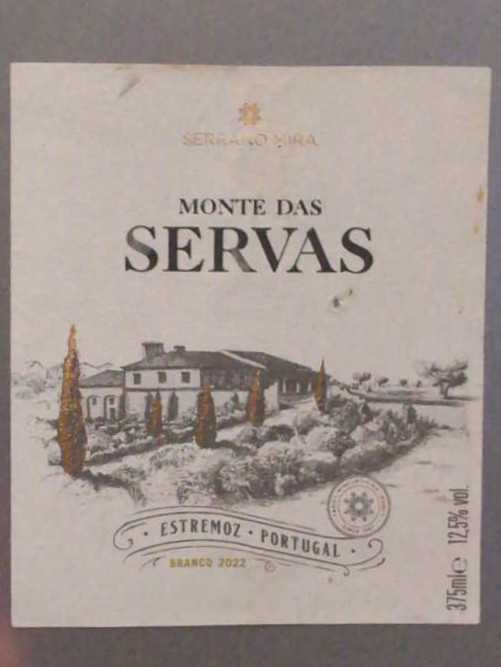 SERRANO MIRA
MONTE DAS
SERVAS
· ESTREMOZ · PORTUGAL ·
BRANCO 2022
375ml℮ 12,5% vol.